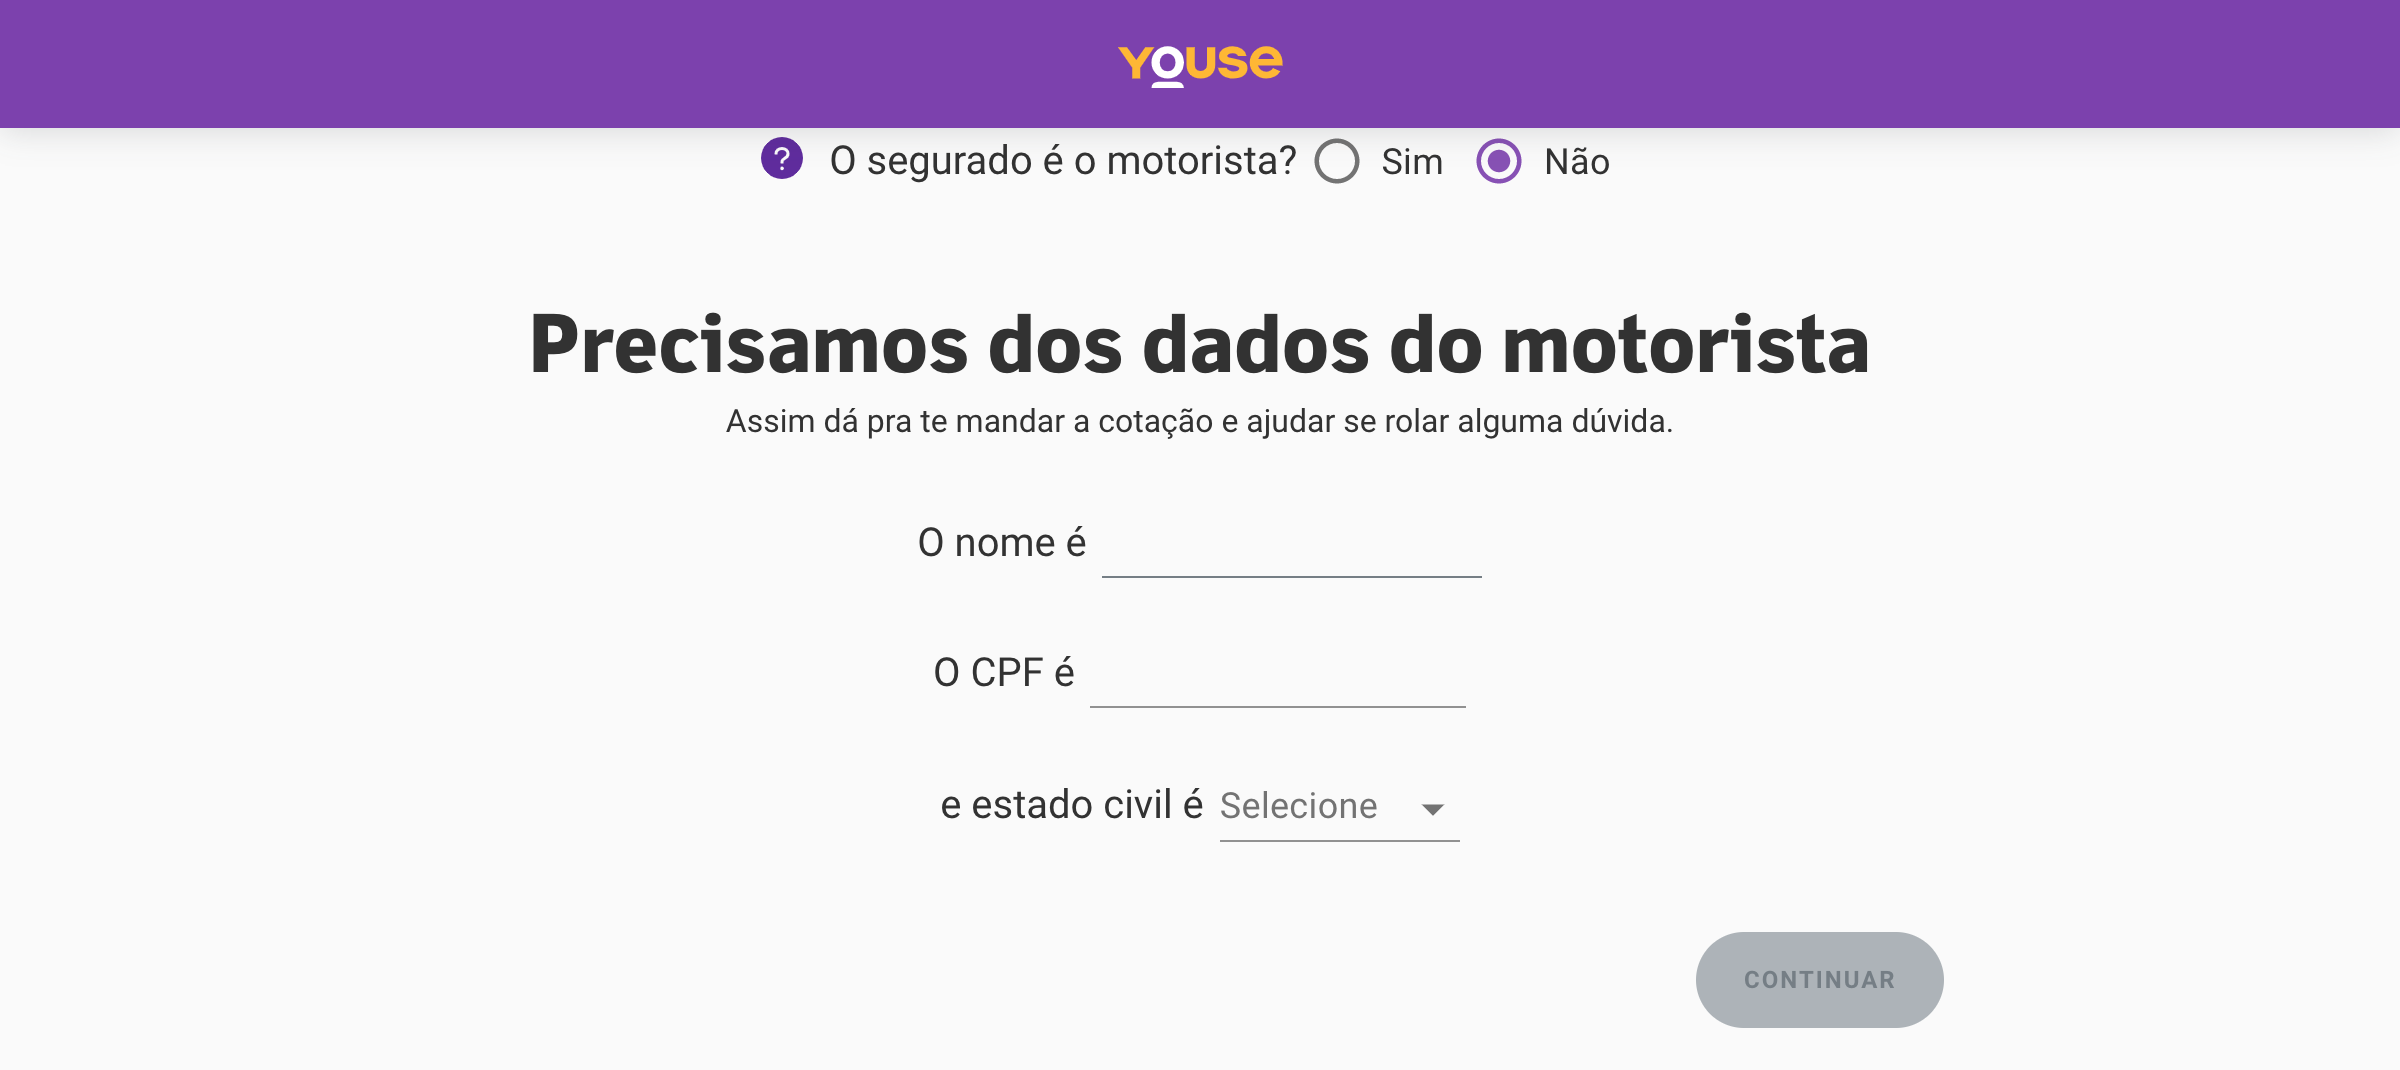 YOUSE
? O segurado é o motorista? Sim Não
Precisamos dos dados do motorista
Assim dá pra te mandar a cotação e ajudar se rolar alguma dúvida.
O nome é
O CPF é
e estado civil é Selecione
CONTINUAR